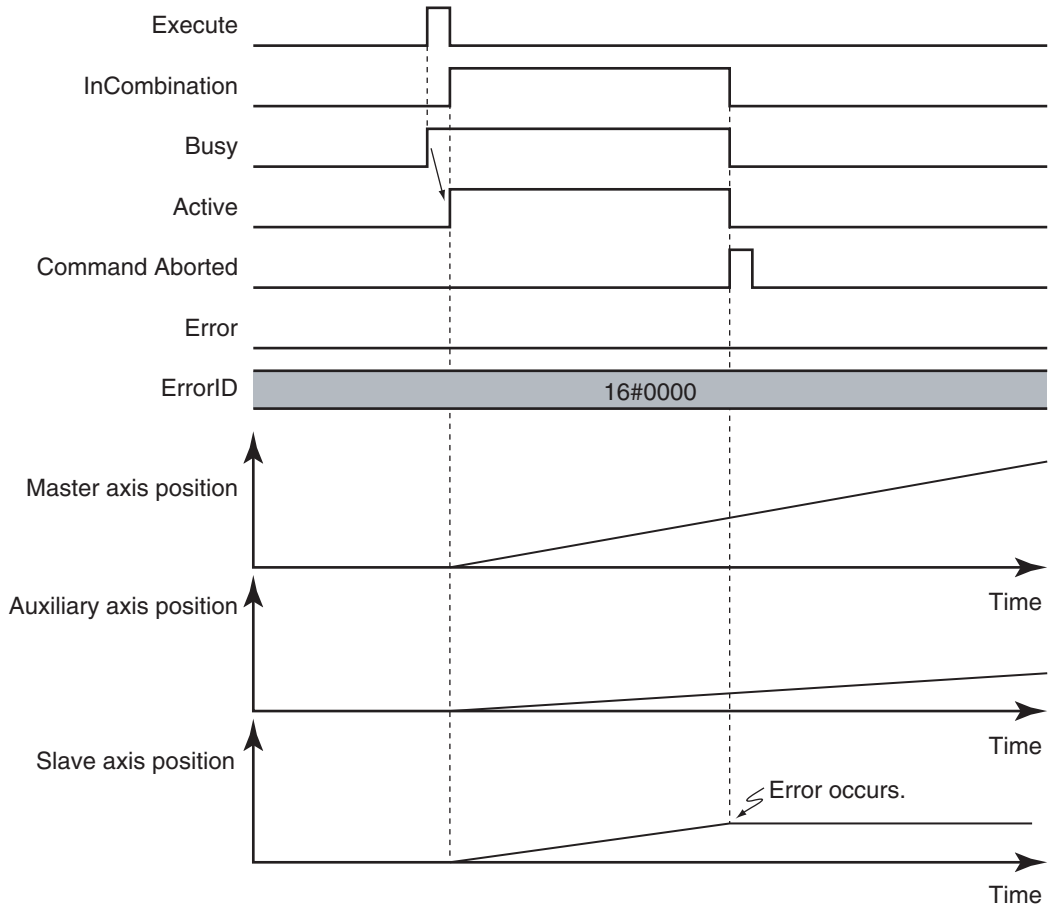 Execute
InCombination
Busy
Active
Command Aborted
Error
ErrorID
16#0000
Master axis position
Time
Auxiliary axis position
Time
Slave axis position
Error occurs.
Time